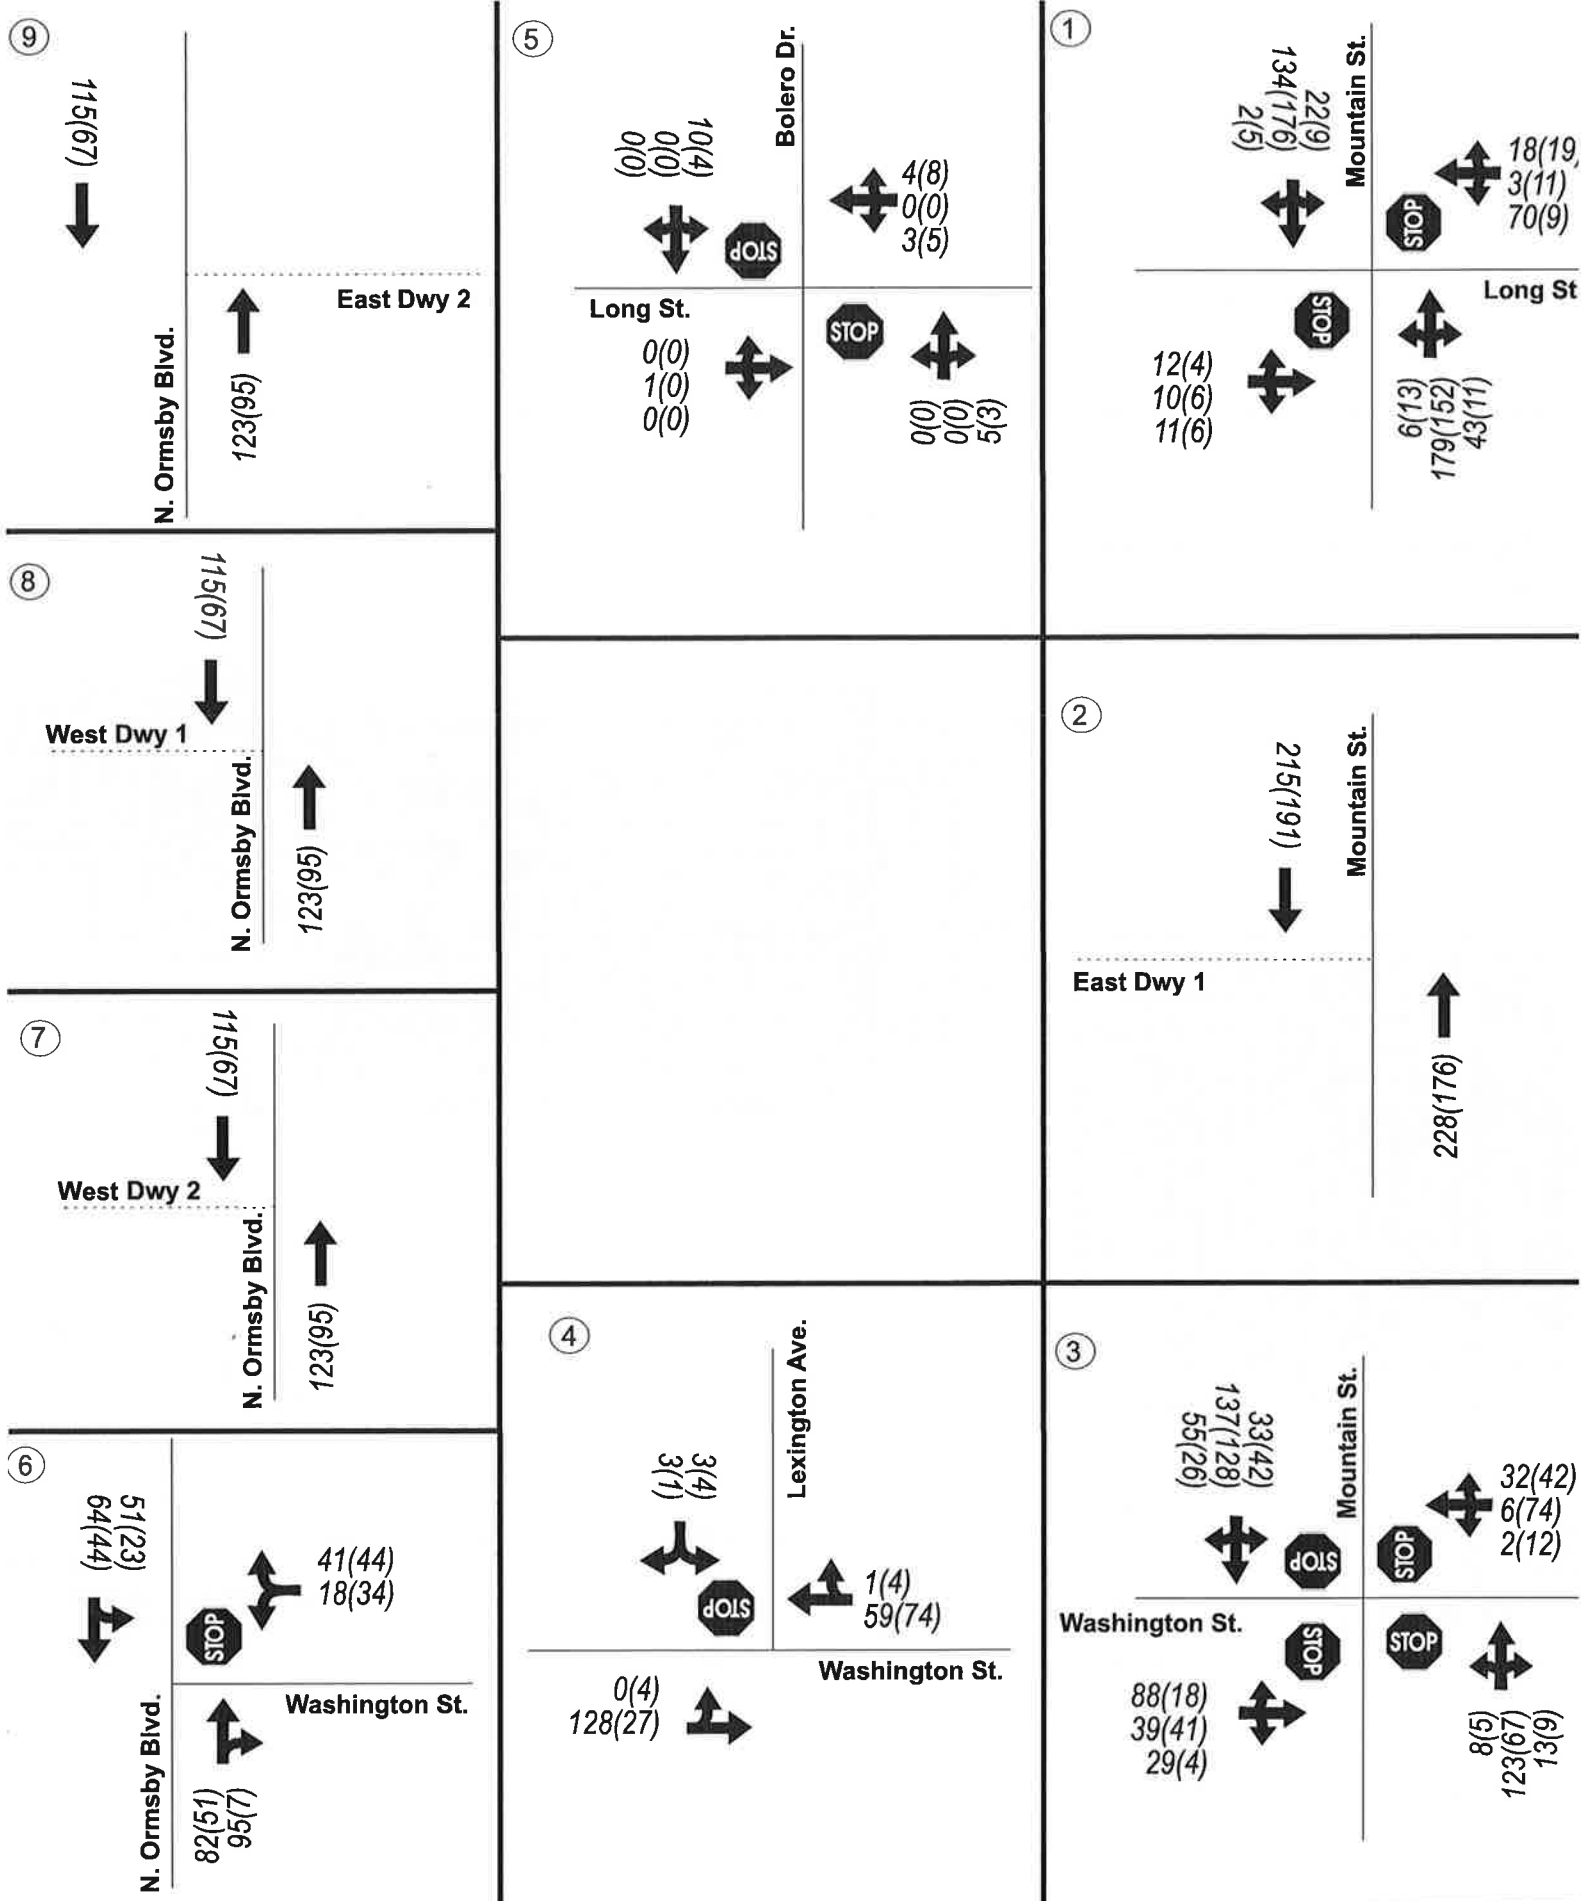 9
115(67)
East Dwy 2
N. Ormsby Blvd.
123(95)
5
Bolero Dr.
10(4)
0(0)
0(0)
4(8)
0(0)
3(5)
STOP
Long St.
STOP
0(0)
1(0)
0(0)
0(0)
0(0)
5(3)
1
Mountain St.
22(9)
134(176)
2(5)
18(19)
3(11)
70(9)
STOP
Long St
STOP
12(4)
10(6)
11(6)
6(13)
179(152)
43(11)
8
115(67)
West Dwy 1
N. Ormsby Blvd.
123(95)
2
215(191)
Mountain St.
East Dwy 1
228(176)
7
115(67)
West Dwy 2
N. Ormsby Blvd.
123(95)
6
51(23)
64(44)
41(44)
18(34)
STOP
Washington St.
N. Ormsby Blvd.
82(51)
95(7)
4
Lexington Ave.
3(4)
3(1)
1(4)
59(74)
STOP
Washington St.
0(4)
128(27)
3
Mountain St.
33(42)
137(128)
55(26)
32(42)
6(74)
2(12)
STOP
STOP
Washington St.
STOP
STOP
88(18)
39(41)
29(4)
8(5)
123(67)
13(9)